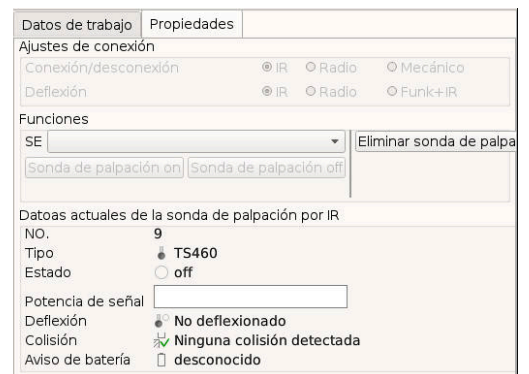 Datos de trabajo Propiedades
Ajustes de conexión
Conexión/desconexión IR Radio Mecánico
Deflexión IR Radio Funk+IR
Funciones
SE Eliminar sonda de palpa
Sonda de palpación on Sonda de palpación off
Datoas actuales de la sonda de palpación por IR
NO. 9
Tipo TS460
Estado off
Potencia de señal
Deflexión No deflexionado
Colisión Ninguna colisión detectada
Aviso de batería desconocido